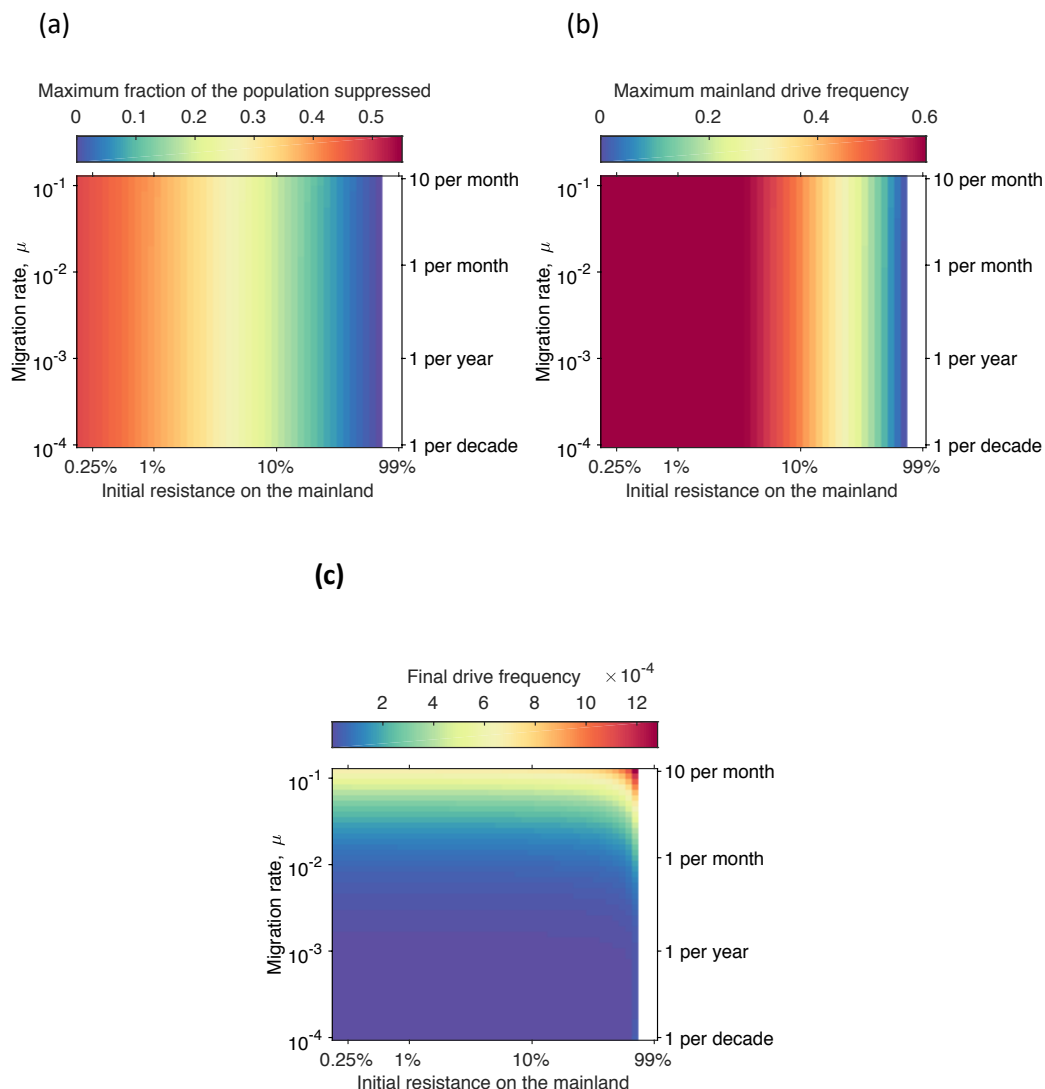 (a)
(b)
Maximum fraction of the population suppressed
0 0.1 0.2 0.3 0.4 0.5
10^-1
10^-2
10^-3
10^-4
Migration rate, μ
10 per month
1 per month
1 per year
1 per decade
0.25% 1% 10% 99%
Initial resistance on the mainland
Maximum mainland drive frequency
0 0.2 0.4 0.6
10^-1
10^-2
10^-3
10^-4
Migration rate, μ
10 per month
1 per month
1 per year
1 per decade
0.25% 1% 10% 99%
Initial resistance on the mainland
(c)
Final drive frequency × 10^-4
2 4 6 8 10 12
10^-1
10^-2
10^-3
10^-4
Migration rate, μ
10 per month
1 per month
1 per year
1 per decade
0.25% 1% 10% 99%
Initial resistance on the mainland